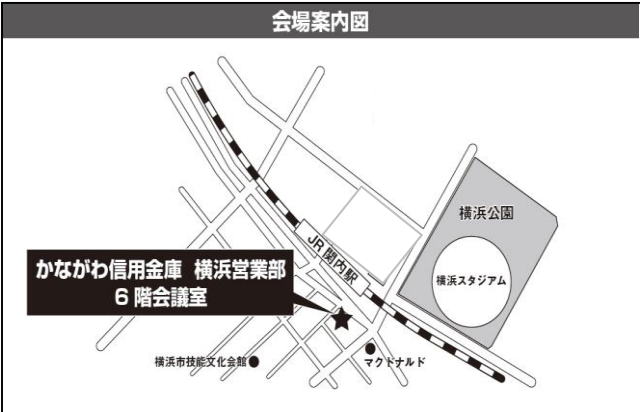 会場案内図
横浜公園
JR関内駅
かながわ信用金庫 横浜営業部
6階会議室
横浜スタジアム
横浜市技能文化会館
マクドナルド